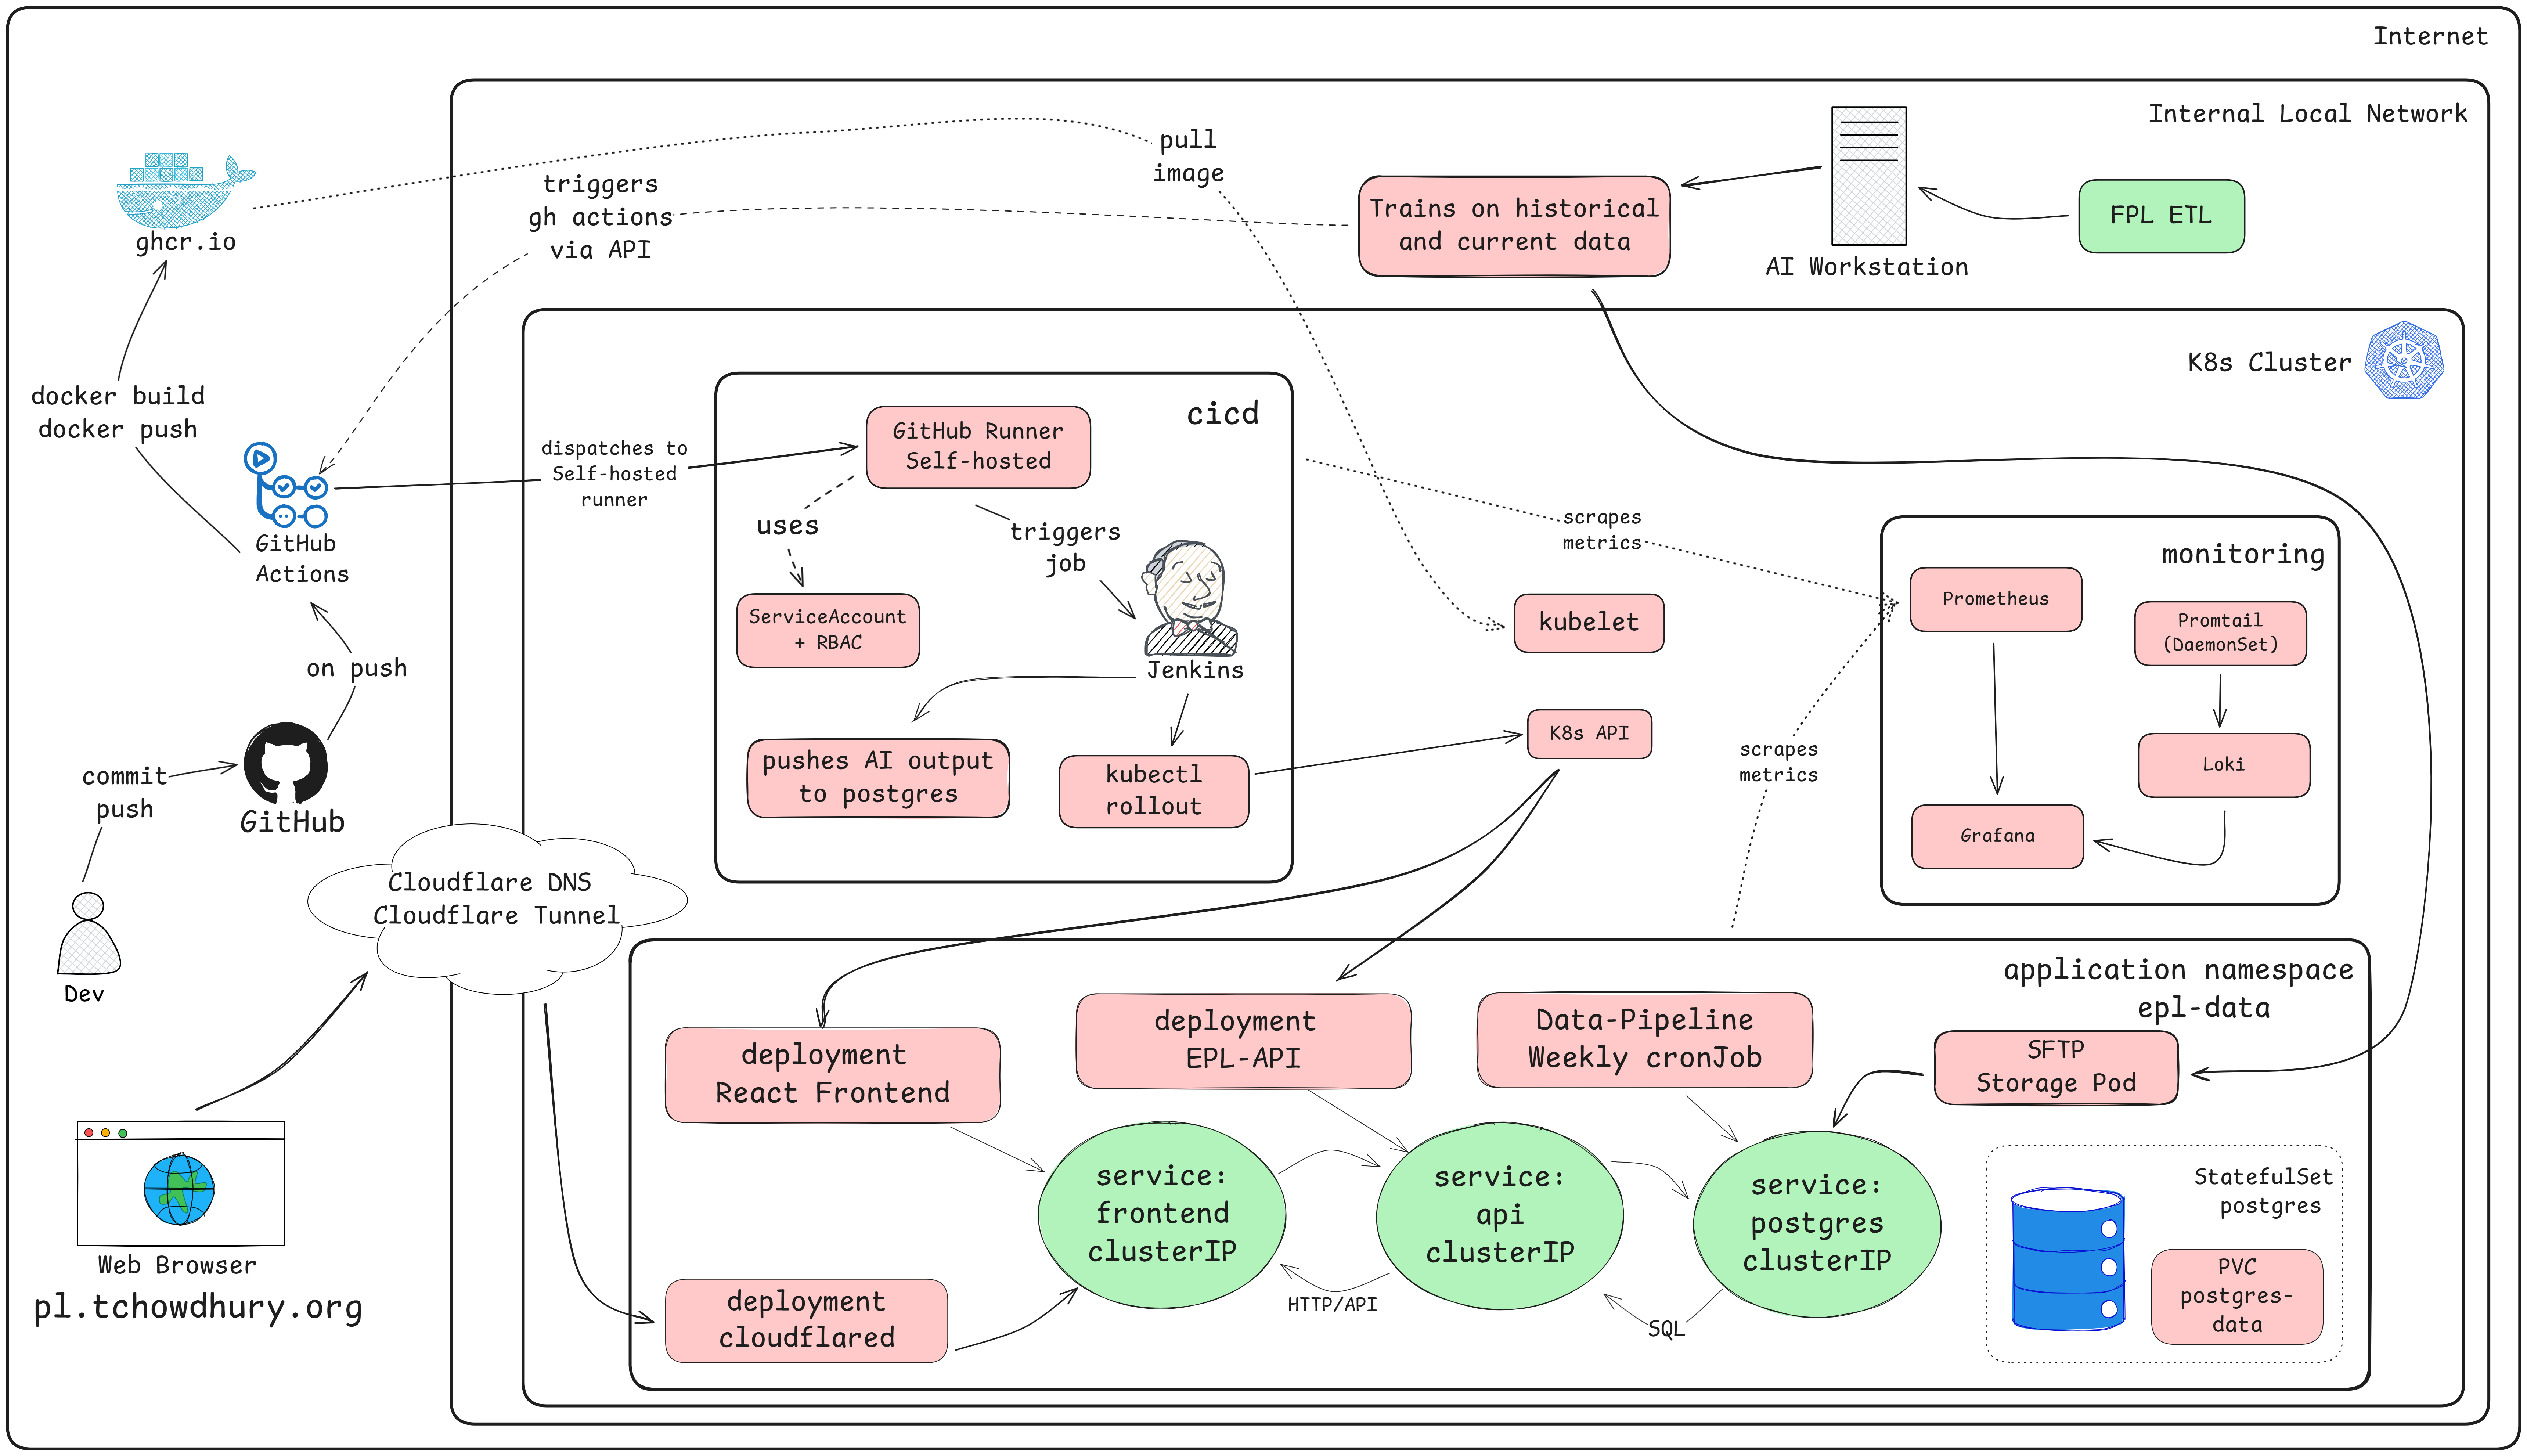 Internet
Internal Local Network
pull
image
triggers
gh actions
via API
Trains on historical
and current data
AI Workstation
FPL ETL
ghcr.io
K8s Cluster
docker build
docker push
cicd
GitHub Runner
Self-hosted
dispatches to
Self-hosted
runner
uses
triggers
job
scrapes
metrics
GitHub
Actions
ServiceAccount
+ RBAC
Jenkins
kubelet
monitoring
Prometheus
Promtail
(DaemonSet)
on push
K8s API
Loki
pushes AI output
to postgres
kubectl
rollout
scrapes
metrics
Grafana
commit
push
GitHub
Cloudflare DNS
Cloudflare Tunnel
Dev
application namespace
epl-data
deployment
React Frontend
deployment
EPL-API
Data-Pipeline
Weekly cronJob
SFTP
Storage Pod
service:
frontend
clusterIP
service:
api
clusterIP
service:
postgres
clusterIP
StatefulSet
postgres
PVC
postgres-
data
Web Browser
pl.tchowdhury.org
deployment
cloudflared
HTTP/API
SQL